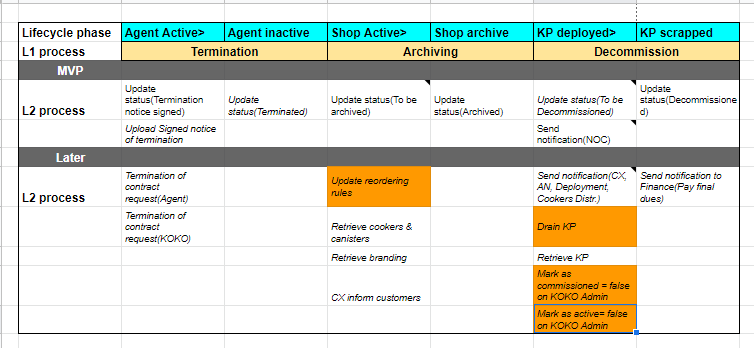 Lifecycle phase Agent Active> Agent inactive Shop Active> Shop archive KP deployed> KP scrapped
L1 process Termination Archiving Decommission
MVP
L2 process
Update
status(Termination
notice signed)
Update
status(Terminated)
Update status(To be
archived)
Update
status(Archived)
Update status(To be
Decommissioned)
Update
status(Decommissione
d)
Upload Signed notice
of termination
Send
notification(NOC)
Later
L2 process
Termination of
contract
request(Agent)
Update reordering
rules
Send notification(CX,
AN, Deployment,
Cookers Distr.)
Send notification to
Finance(Pay final
dues)
Termination of
contract
request(KOKO)
Retrieve cookers &
canisters
Drain KP
Retrieve branding
Retrieve KP
CX inform customers
Mark as
commissioned = false
on KOKO Admin
Mark as active= false
on KOKO Admin